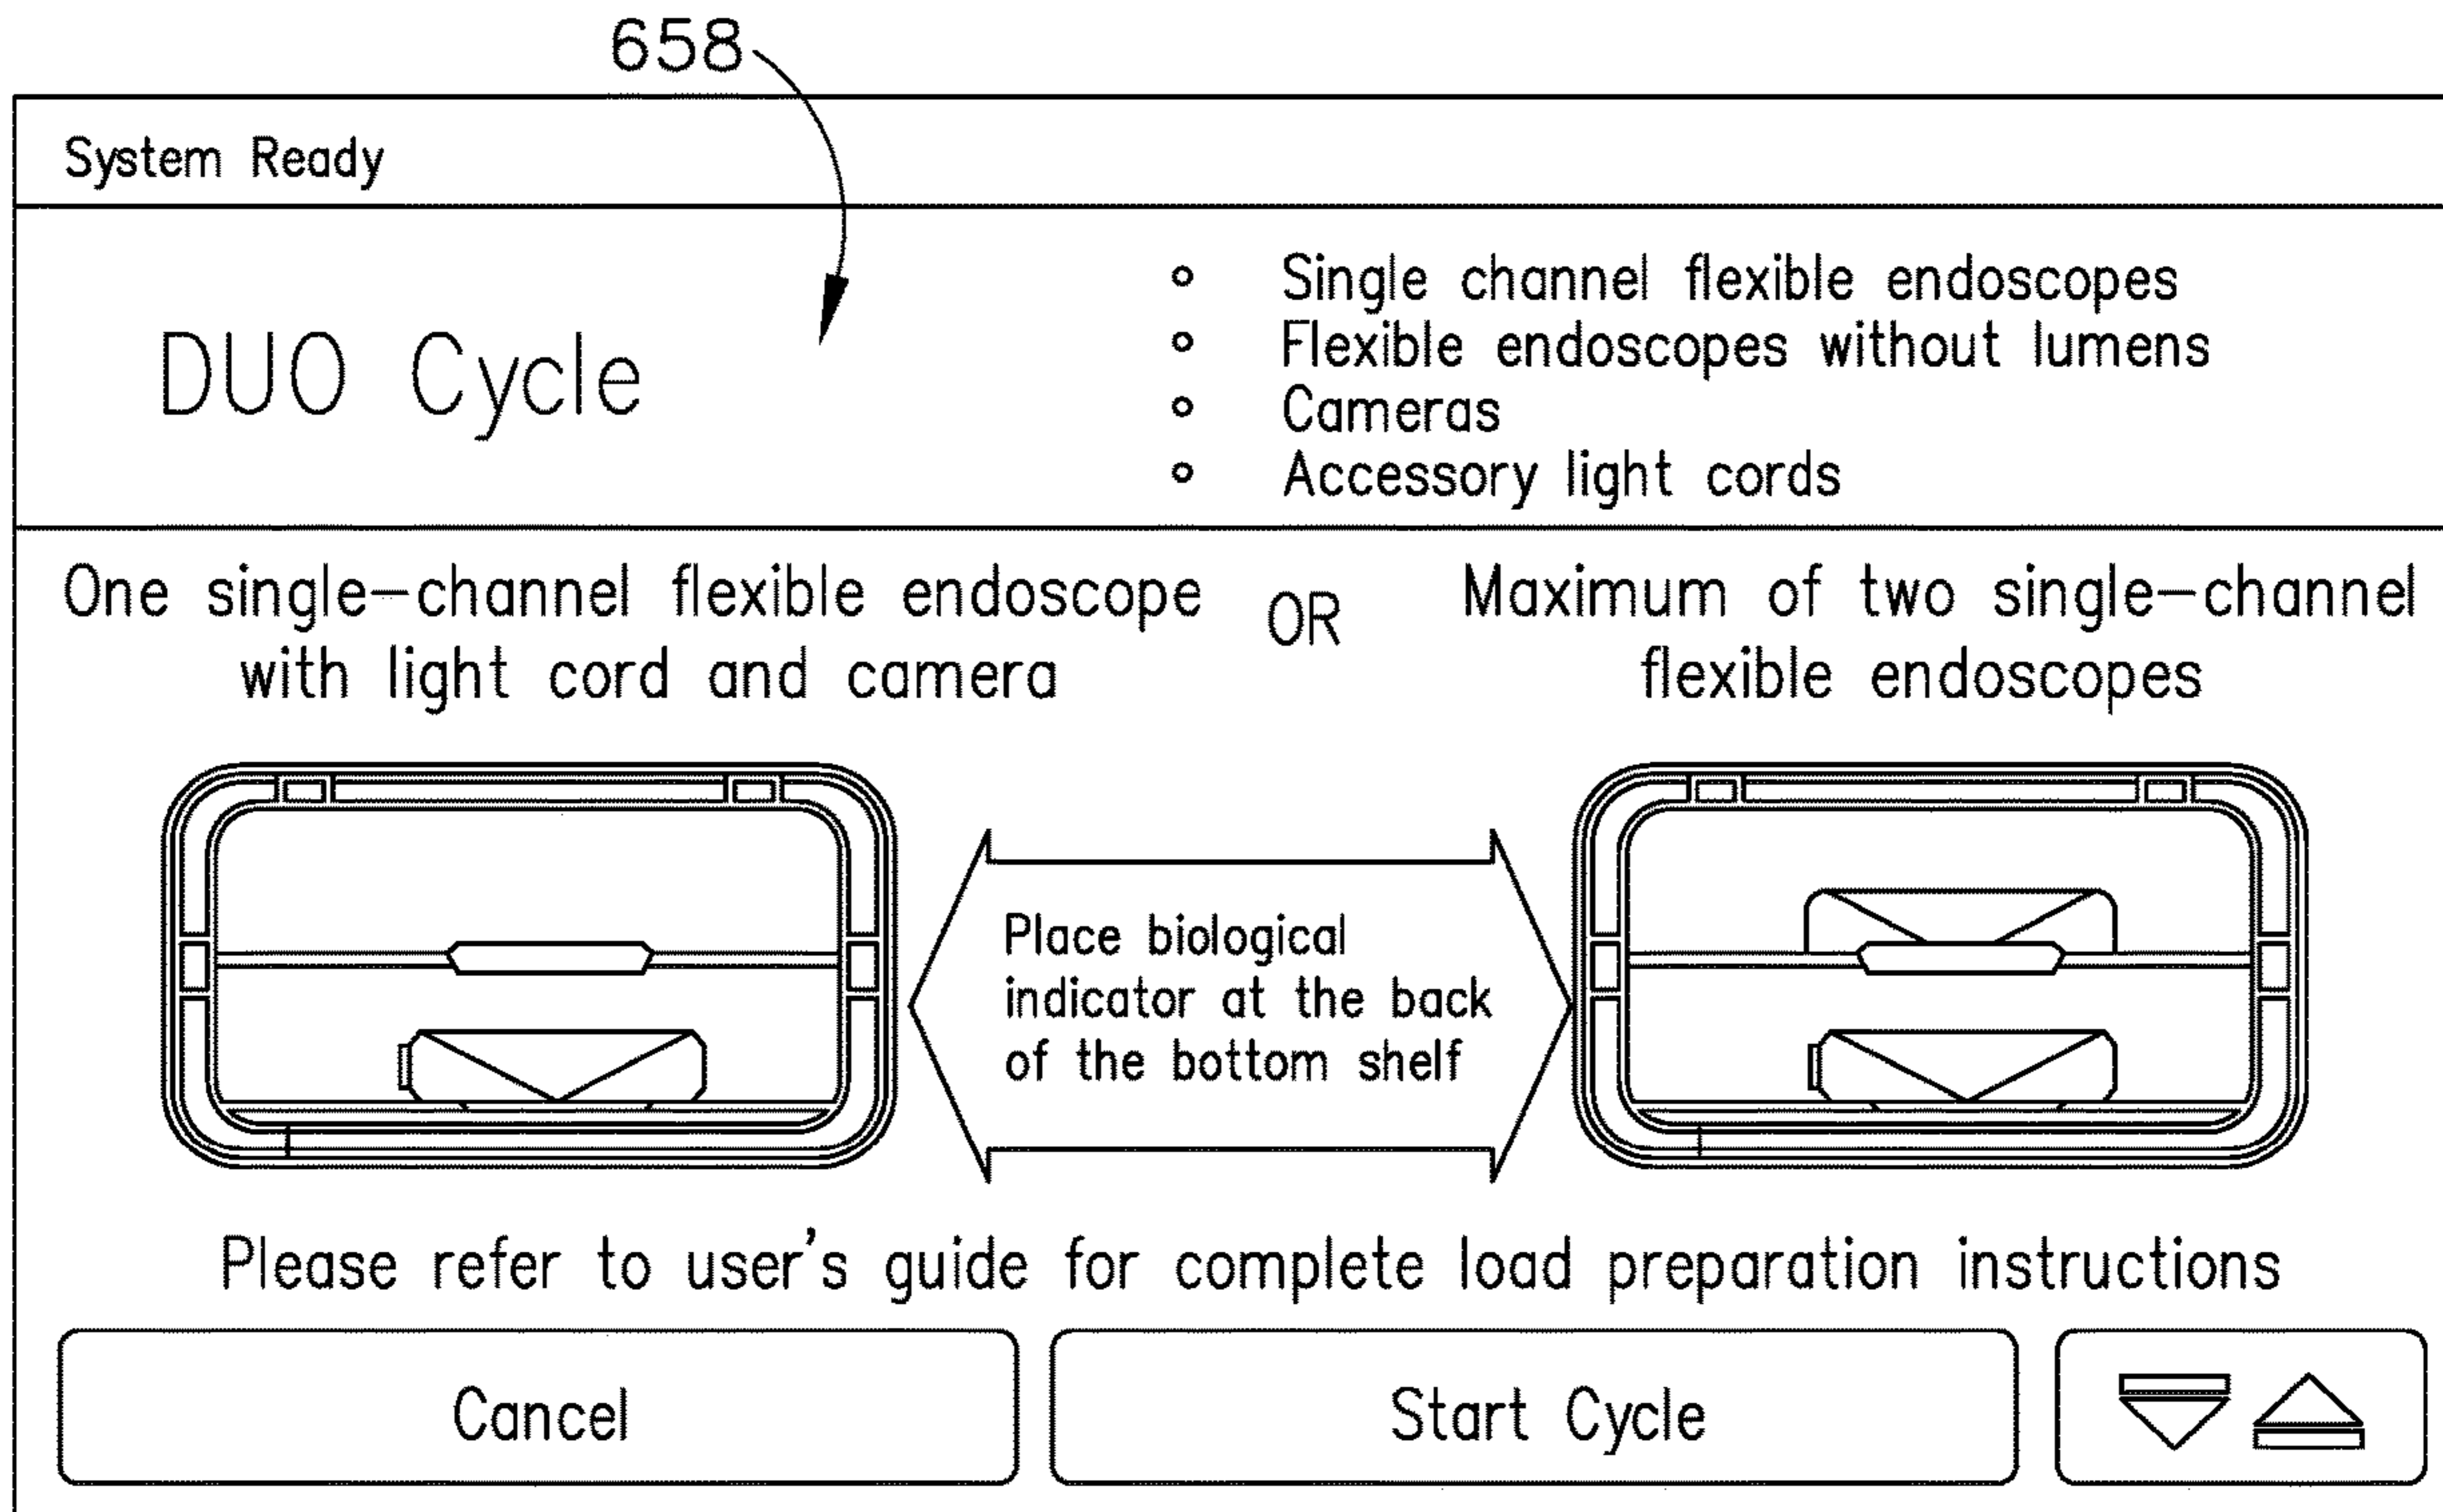 658
System Ready
DUO Cycle
° Single channel flexible endoscopes
° Flexible endoscopes without lumens
° Cameras
° Accessory light cords
One single-channel flexible endoscope
with light cord and camera
OR
Maximum of two single-channel
flexible endoscopes
Place biological
indicator at the back
of the bottom shelf
Please refer to user's guide for complete load preparation instructions
Cancel
Start Cycle